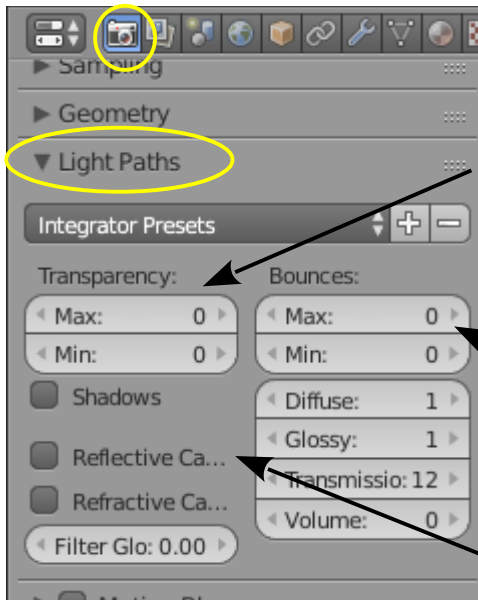 Sampling
Geometry
Light Paths
Integrator Presets
Transparency:
Max: 0
Min: 0
Shadows
Reflective Ca...
Refractive Ca...
Filter Glo: 0.00
Bounces:
Max: 0
Min: 0
Diffuse: 1
Glossy: 1
Transmissio: 12
Volume: 0